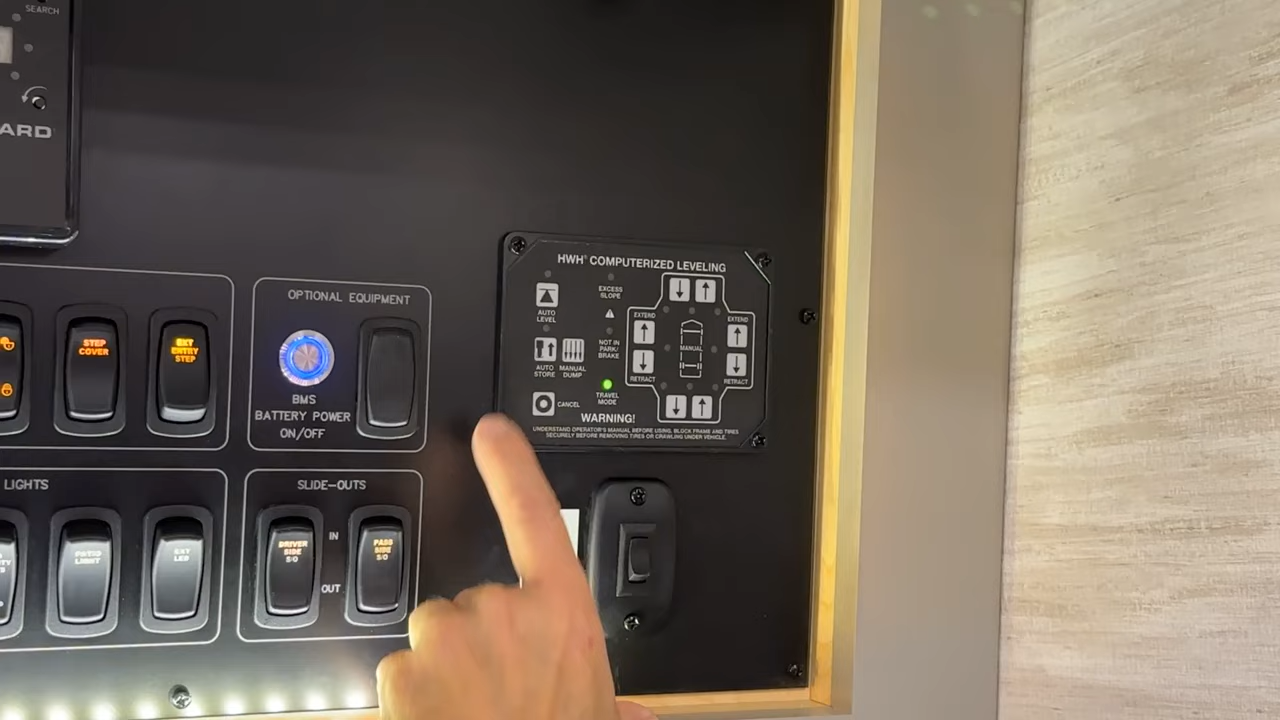 SEARCH
ARD
STEP
COVER
EXT
ENTRY
STEP
OPTIONAL EQUIPMENT
BMS
BATTERY POWER
ON/OFF
HWH® COMPUTERIZED LEVELING
AUTO
LEVEL
EXCESS
SLOPE
AUTO
STORE
MANUAL
DUMP
NOT IN
PARK/
BRAKE
TRAVEL
MODE
CANCEL
EXTEND
RETRACT
MANUAL
EXTEND
RETRACT
WARNING!
UNDERSTAND OPERATOR'S MANUAL BEFORE USING. BLOCK FRAME AND TIRES
SECURELY BEFORE REMOVING TIRES OR CRAWLING UNDER VEHICLE.
LIGHTS
PATIO
LIGHT
EXT
LED
SLIDE-OUTS
DRIVER
SIDE
S/O
IN
OUT
PASS
SIDE
S/O